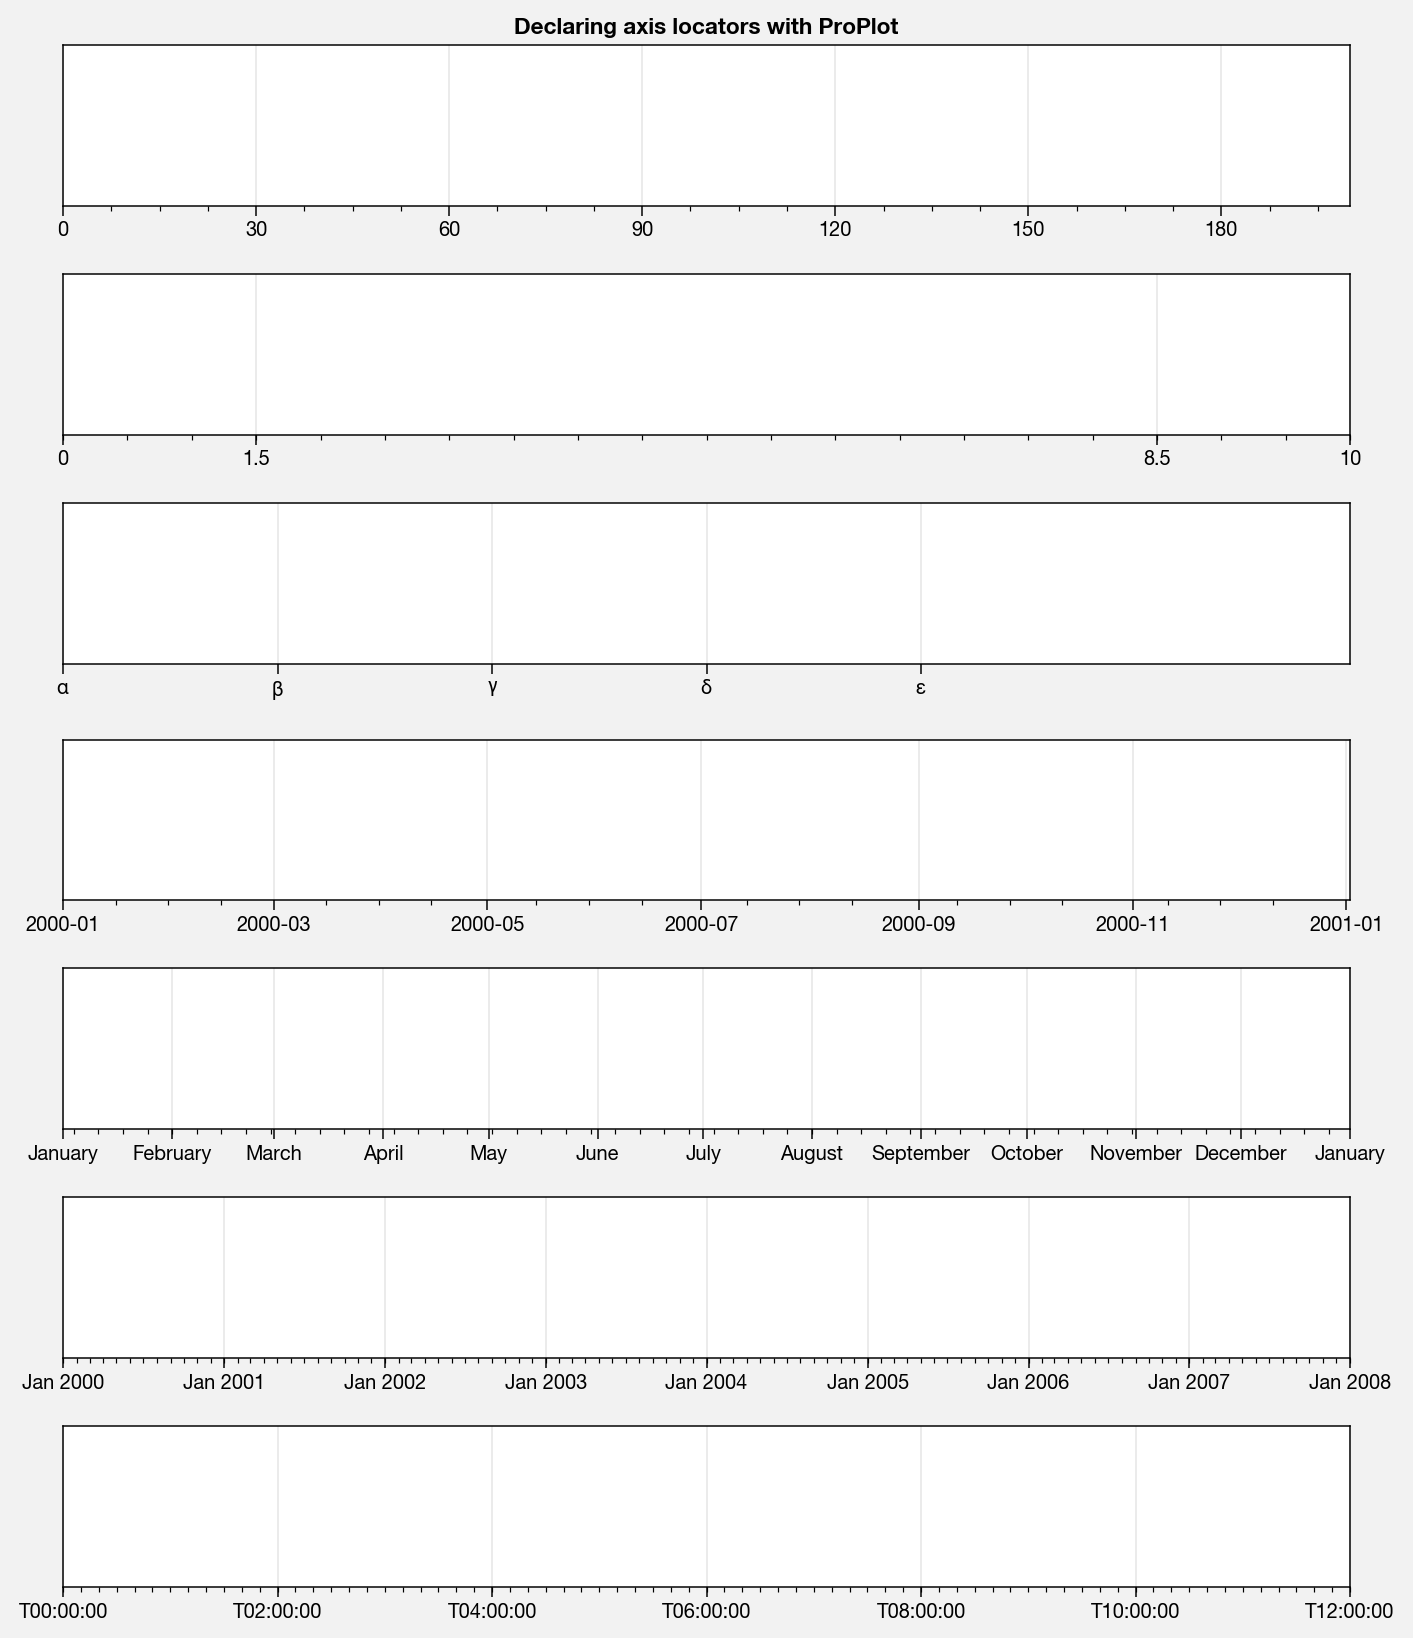 Declaring axis locators with ProPlot
0 30 60 90 120 150 180
0 1.5 8.5 10
α β γ δ ε
2000-01 2000-03 2000-05 2000-07 2000-09 2000-11 2001-01
January February March April May June July August September October November December January
Jan 2000 Jan 2001 Jan 2002 Jan 2003 Jan 2004 Jan 2005 Jan 2006 Jan 2007 Jan 2008
T00:00:00 T02:00:00 T04:00:00 T06:00:00 T08:00:00 T10:00:00 T12:00:00